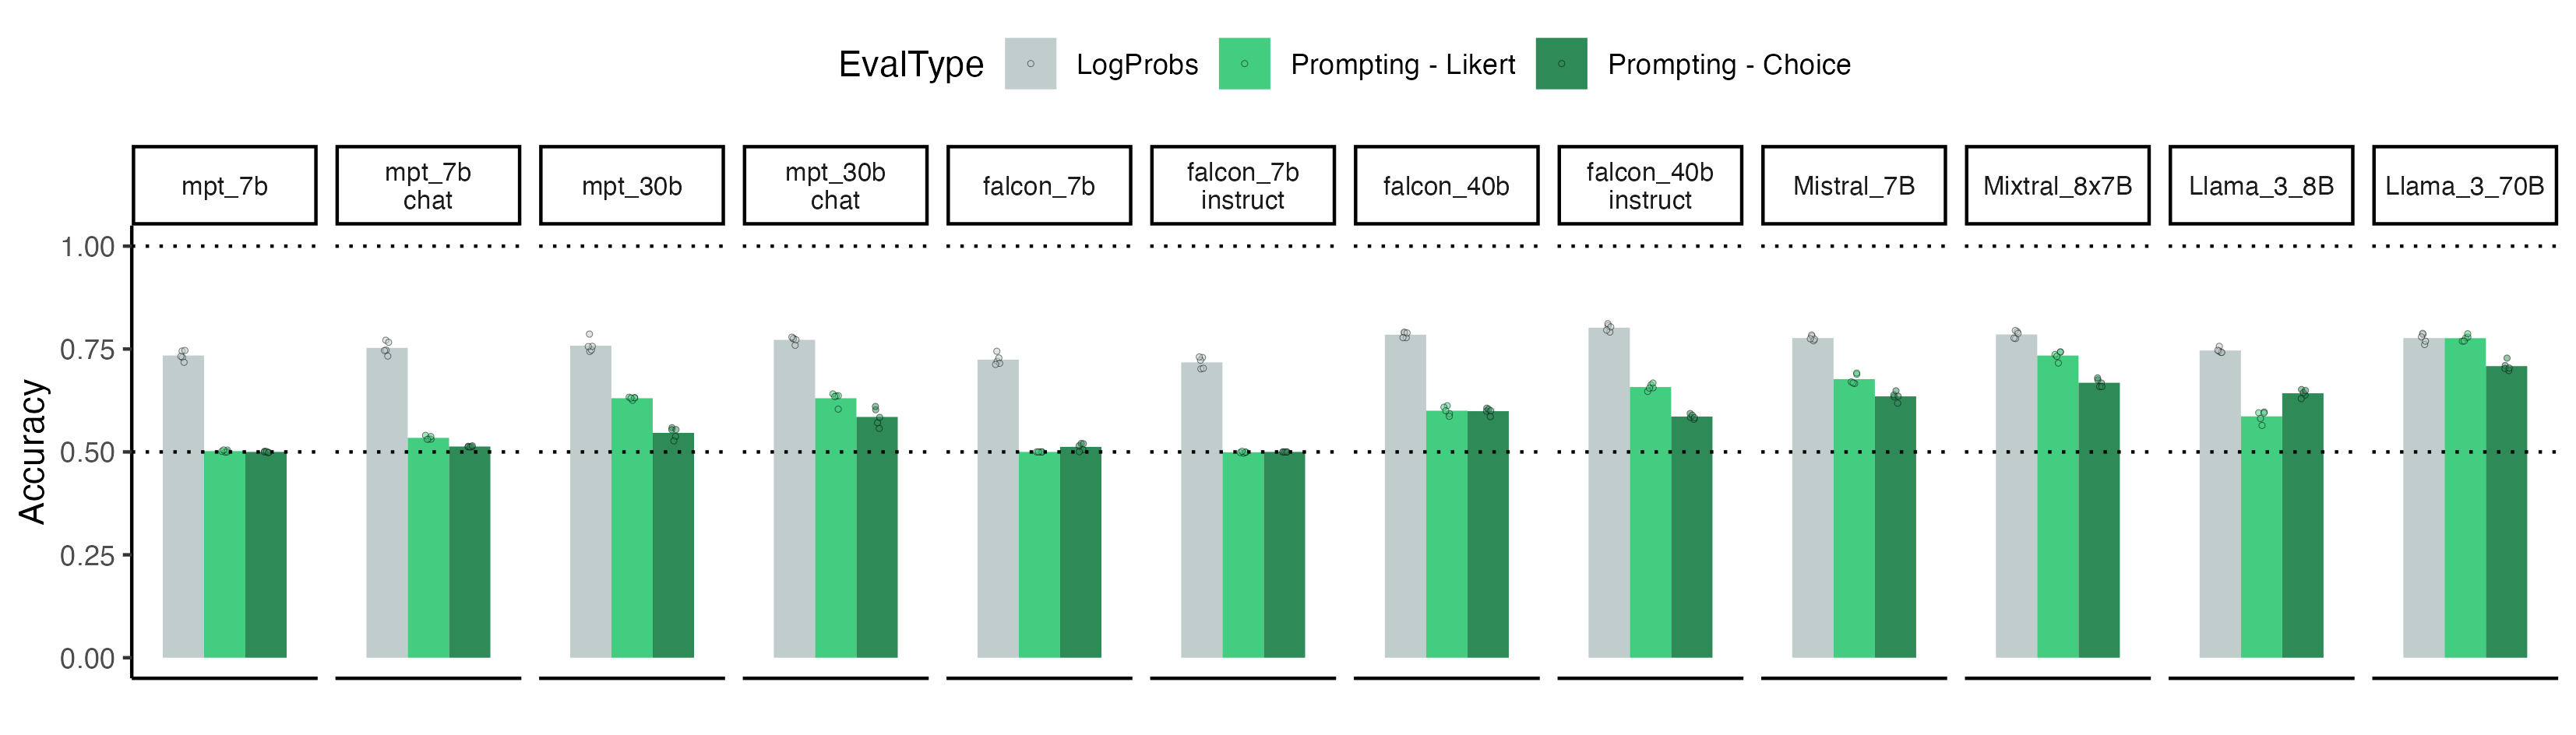 EvalType LogProbs Prompting - Likert Prompting - Choice
mpt_7b
mpt_7b
chat
mpt_30b
mpt_30b
chat
falcon_7b
falcon_7b
instruct
falcon_40b
falcon_40b
instruct
Mistral_7B
Mixtral_8x7B
Llama_3_8B
Llama_3_70B
Accuracy
1.00
0.75
0.50
0.25
0.00